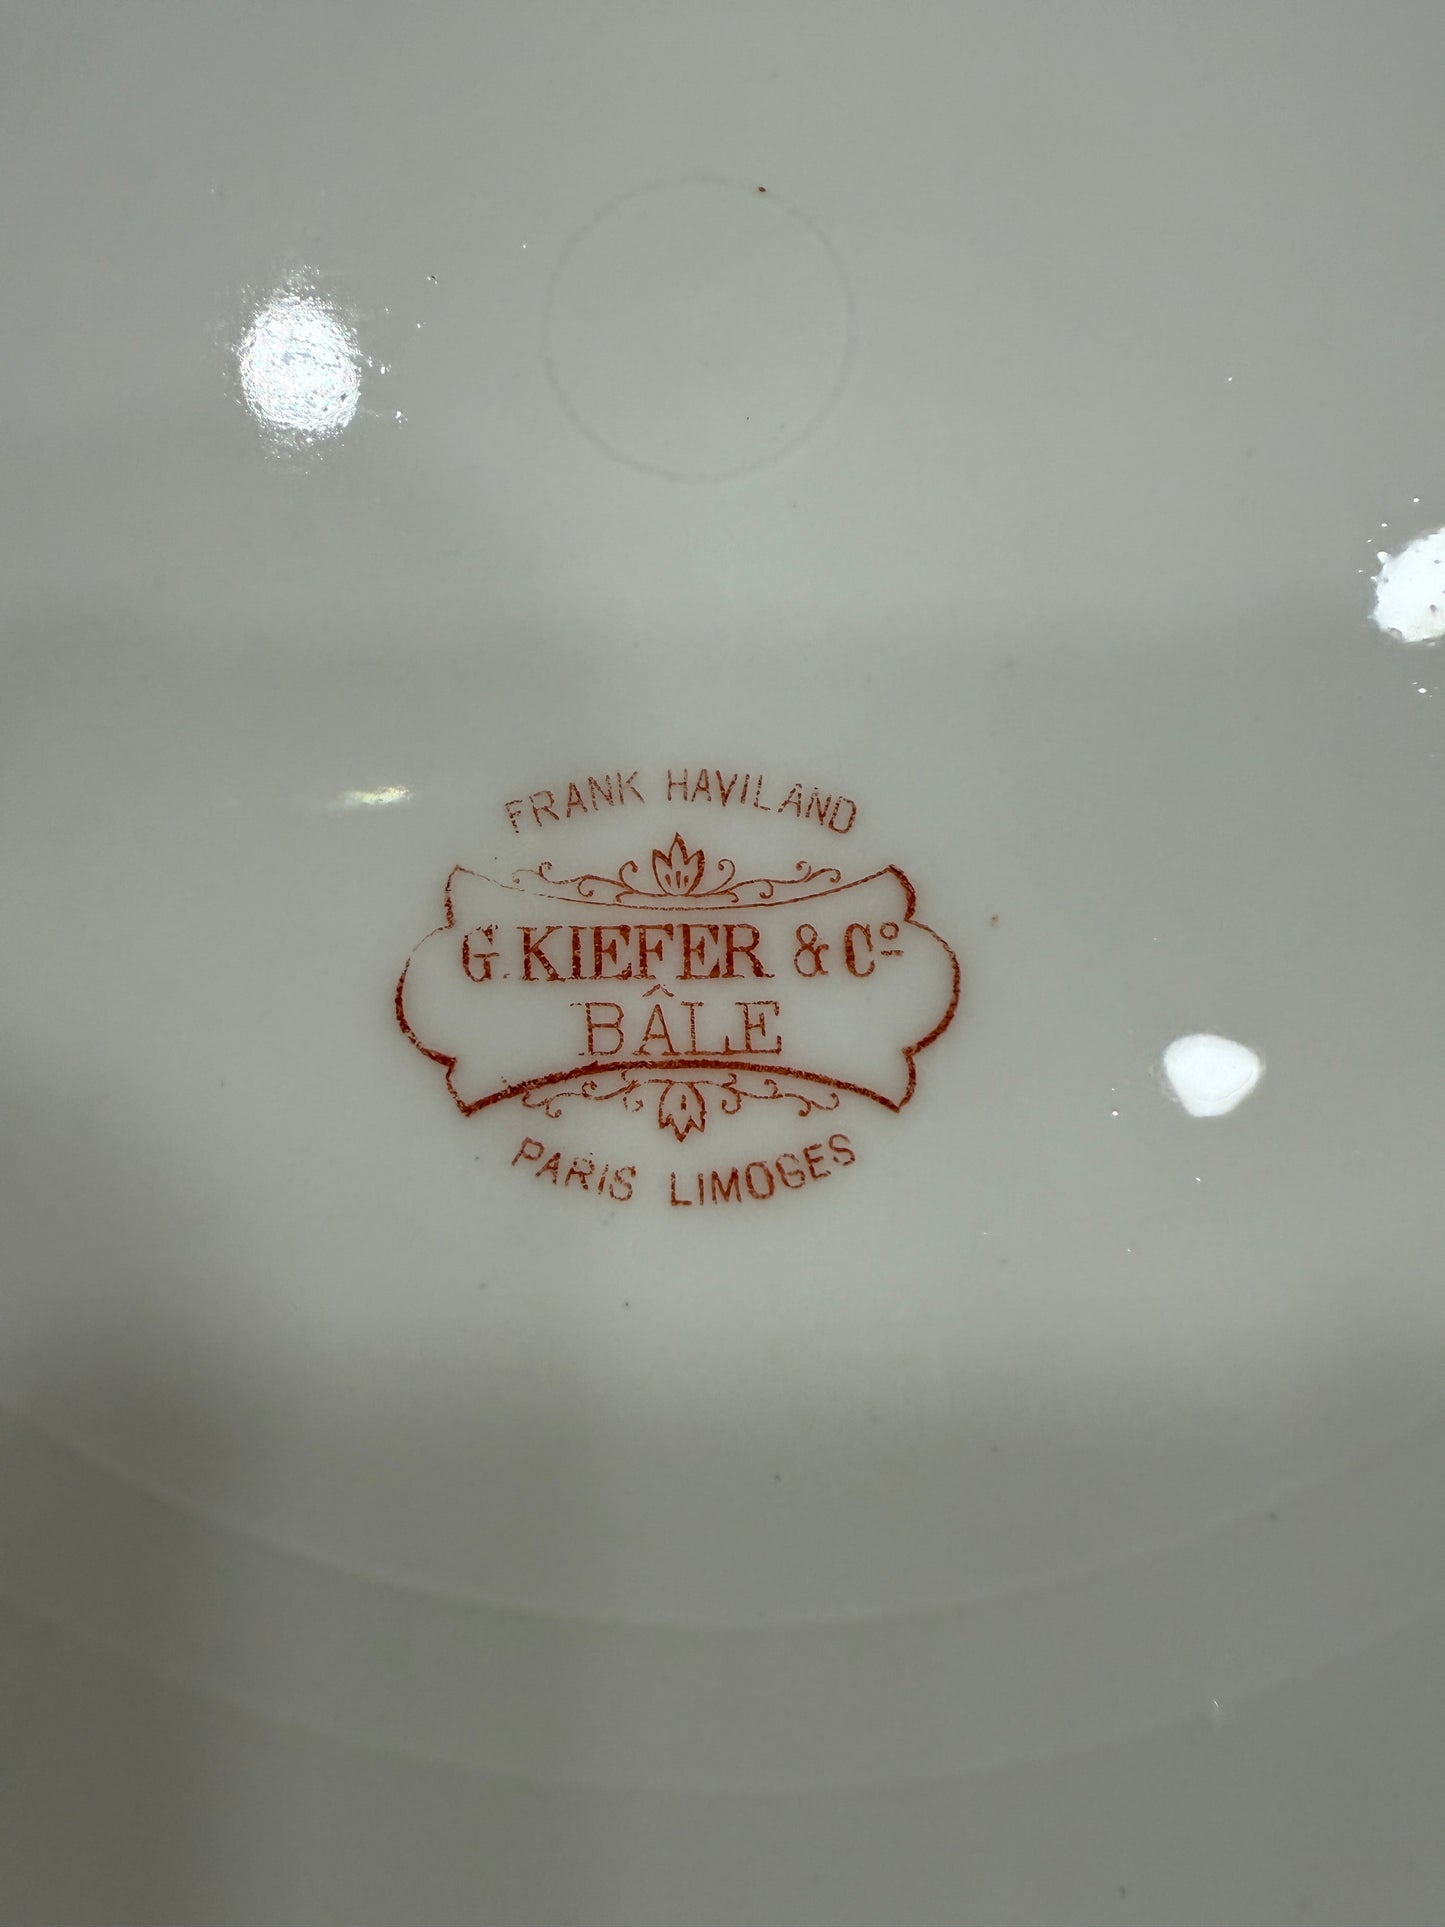 FRANK HAVILAND
G. KIEFER & Cº
BÂLE
PARIS LIMOGES